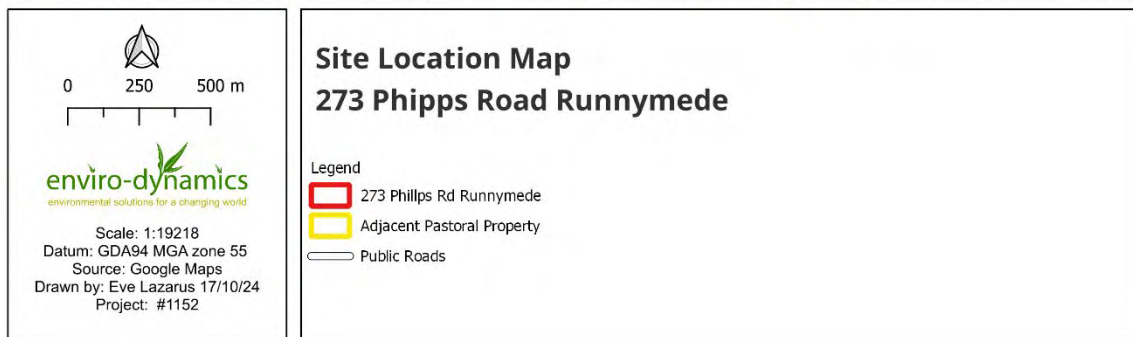 0 250 500 m
enviro-dynamics
environmental solutions for a changing world
Scale: 1:19218
Datum: GDA94 MGA zone 55
Source: Google Maps
Drawn by: Eve Lazarus 17/10/24
Project: #1152
Site Location Map
273 Phipps Road Runnymede
Legend
273 Phillps Rd Runnymede
Adjacent Pastoral Property
Public Roads